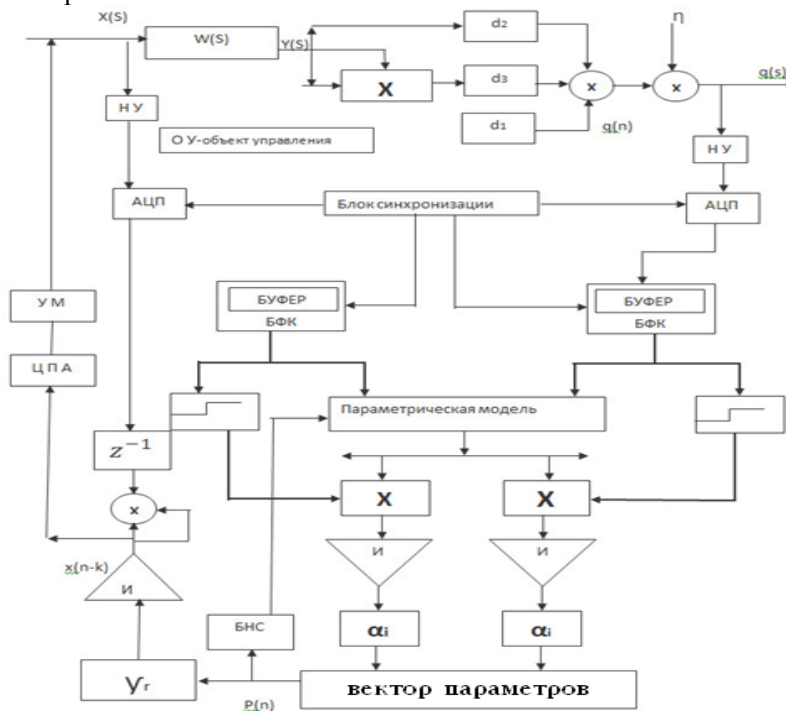 X(S)
W(S)
Y(S)
d₂
η
X
d₃
x
x
q(s)
d₁
q(n)
Н У
О У-объект управления
Н У
АЦП
Блок синхронизации
АЦП
БУФЕР
БФК
БУФЕР
БФК
У М
Ц П А
Параметрическая модель
z⁻¹
x
X
X
x(n-k)
И
И
И
БНС
αi
αi
Yr
P(n)
вектор параметров